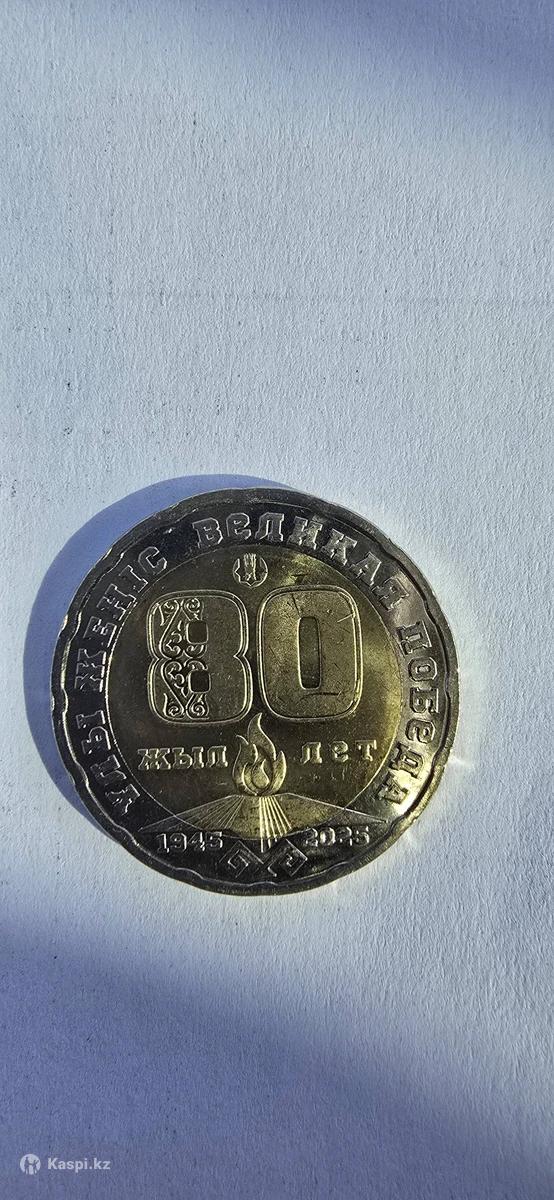 ҰЛЫ ЖЕҢІС ВЕЛИКАЯ ПОБЕДА
80
жыл лет
1945 2025
Kaspi.kz